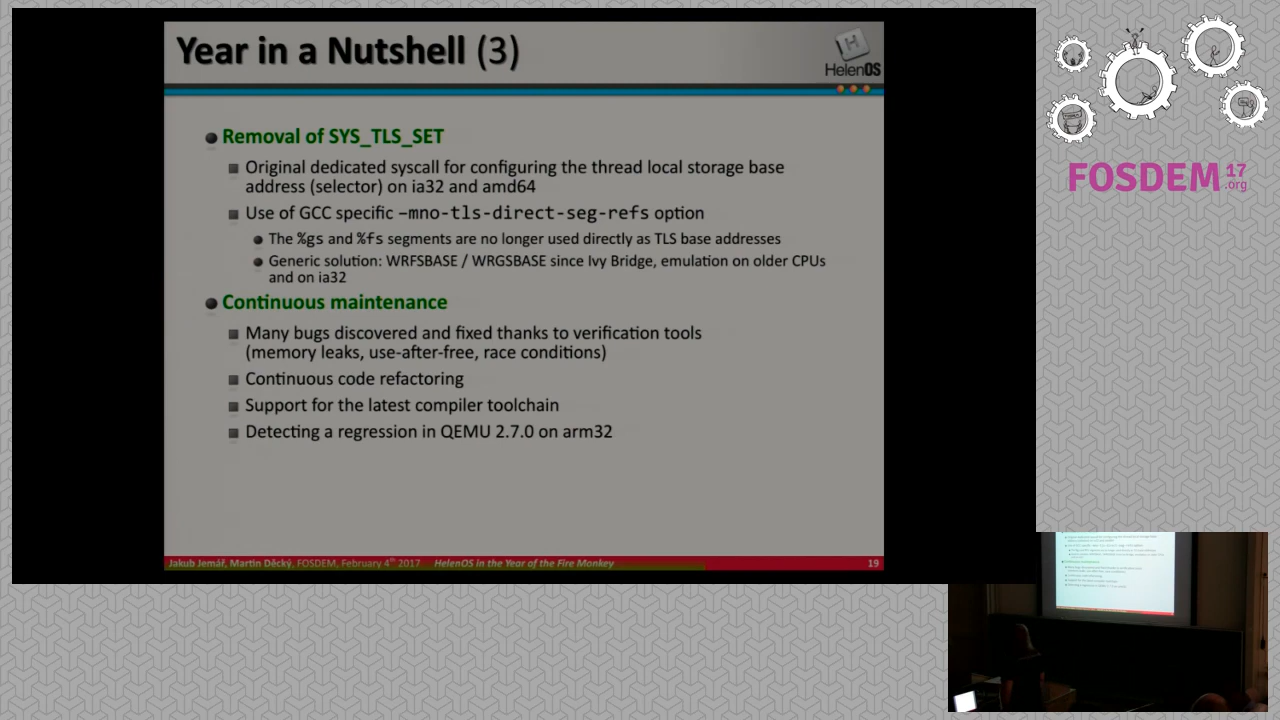 Year in a Nutshell (3)
HelenOS
Removal of SYS_TLS_SET
Original dedicated syscall for configuring the thread local storage base
address (selector) on ia32 and amd64
Use of GCC specific –mno-tls-direct-seg-refs option
The %gs and %fs segments are no longer used directly as TLS base addresses
Generic solution: WRFSBASE / WRGSBASE since Ivy Bridge, emulation on older CPUs
and on ia32
Continuous maintenance
Many bugs discovered and fixed thanks to verification tools
(memory leaks, use-after-free, race conditions)
Continuous code refactoring
Support for the latest compiler toolchain
Detecting a regression in QEMU 2.7.0 on arm32
Jakub Jemář, Martin Děcký, FOSDEM, February 4th 2017 HelenOS in the Year of the Fire Monkey 19
FOSDEM 17
.org